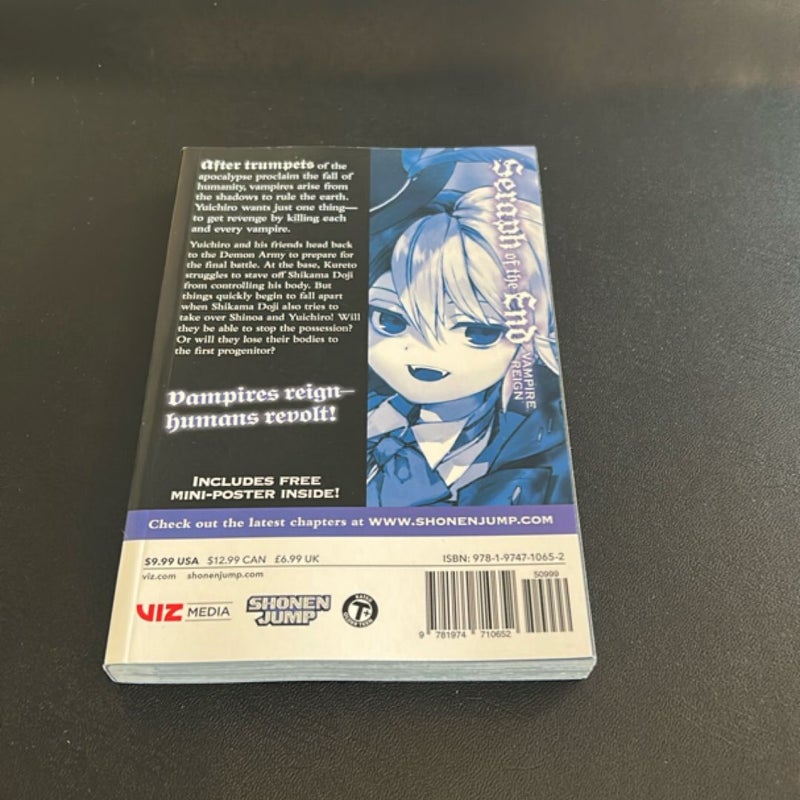 After trumpets of the
apocalypse proclaim the fall of
humanity, vampires arise from
the shadows to rule the earth.
Yuichiro wants just one thing—
to get revenge by killing each
and every vampire.
Yuichiro and his friends head back
to the Demon Army to prepare for
the final battle. At the base, Kureto
struggles to stave off Shikama Doji
from controlling his body. But
things quickly begin to fall apart
when Shikama Doji also tries to
take over Shinoa and Yuichiro! Will
they be able to stop the possession?
Or will they lose their bodies to
the first progenitor?
Vampires reign—
humans revolt!
INCLUDES FREE
MINI-POSTER INSIDE!
Seraph of the End
VAMPIRE
REIGN
Check out the latest chapters at WWW.SHONENJUMP.COM
$9.99 USA $12.99 CAN £6.99 UK
ISBN: 978-1-9747-1065-2
viz.com shonenjump.com
50999
VIZ MEDIA
SHONEN
JUMP
RATED
T+
OLDER TEEN
9 781974 710652